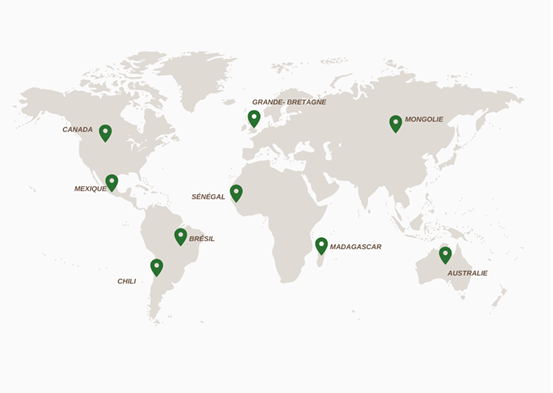 GRANDE- BRETAGNE
MONGOLIE
CANADA
MEXIQUE
SÉNÉGAL
BRÉSIL
MADAGASCAR
AUSTRALIE
CHILI